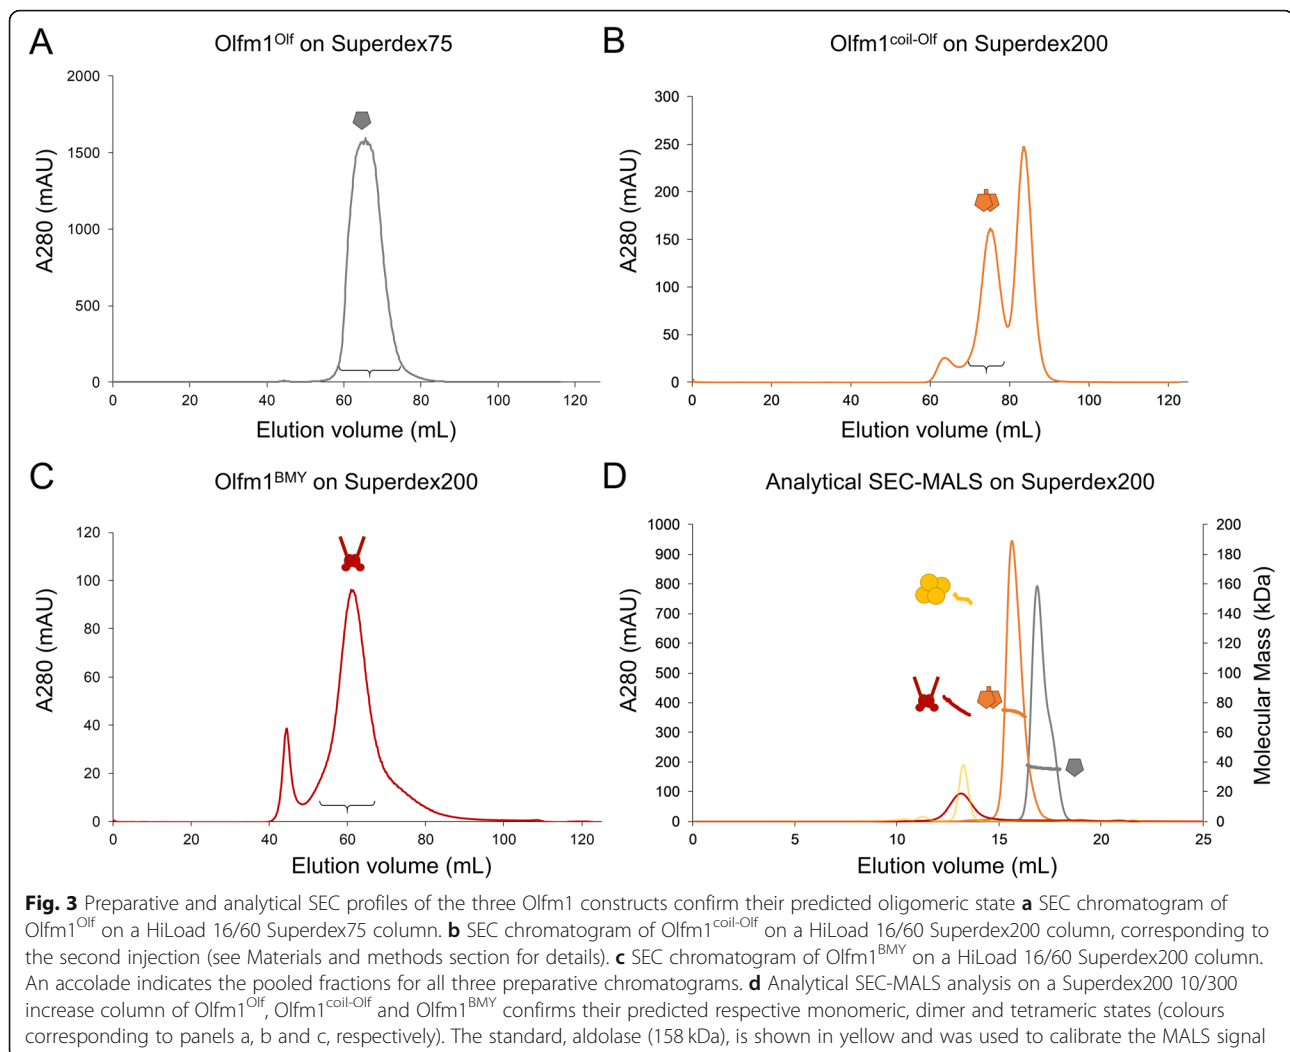 A
Olfm1Olf on Superdex75
2000
1500
1000
500
0
A280 (mAU)
0 20 40 60 80 100 120
Elution volume (mL)
B
Olfm1coil-Olf on Superdex200
300
250
200
150
100
50
0
A280 (mAU)
0 20 40 60 80 100 120
Elution volume (mL)
C
Olfm1BMY on Superdex200
120
100
80
60
40
20
0
A280 (mAU)
0 20 40 60 80 100 120
Elution volume (mL)
D
Analytical SEC-MALS on Superdex200
1000
900
800
700
600
500
400
300
200
100
0
A280 (mAU)
200
180
160
140
120
100
80
60
40
20
0
Molecular Mass (kDa)
0 5 10 15 20 25
Elution volume (mL)
Fig. 3 Preparative and analytical SEC profiles of the three Olfm1 constructs confirm their predicted oligomeric state a SEC chromatogram of
Olfm1Olf on a HiLoad 16/60 Superdex75 column. b SEC chromatogram of Olfm1coil-Olf on a HiLoad 16/60 Superdex200 column, corresponding to
the second injection (see Materials and methods section for details). c SEC chromatogram of Olfm1BMY on a HiLoad 16/60 Superdex200 column.
An accolade indicates the pooled fractions for all three preparative chromatograms. d Analytical SEC-MALS analysis on a Superdex200 10/300
increase column of Olfm1Olf, Olfm1coil-Olf and Olfm1BMY confirms their predicted respective monomeric, dimer and tetrameric states (colours
corresponding to panels a, b and c, respectively). The standard, aldolase (158 kDa), is shown in yellow and was used to calibrate the MALS signal